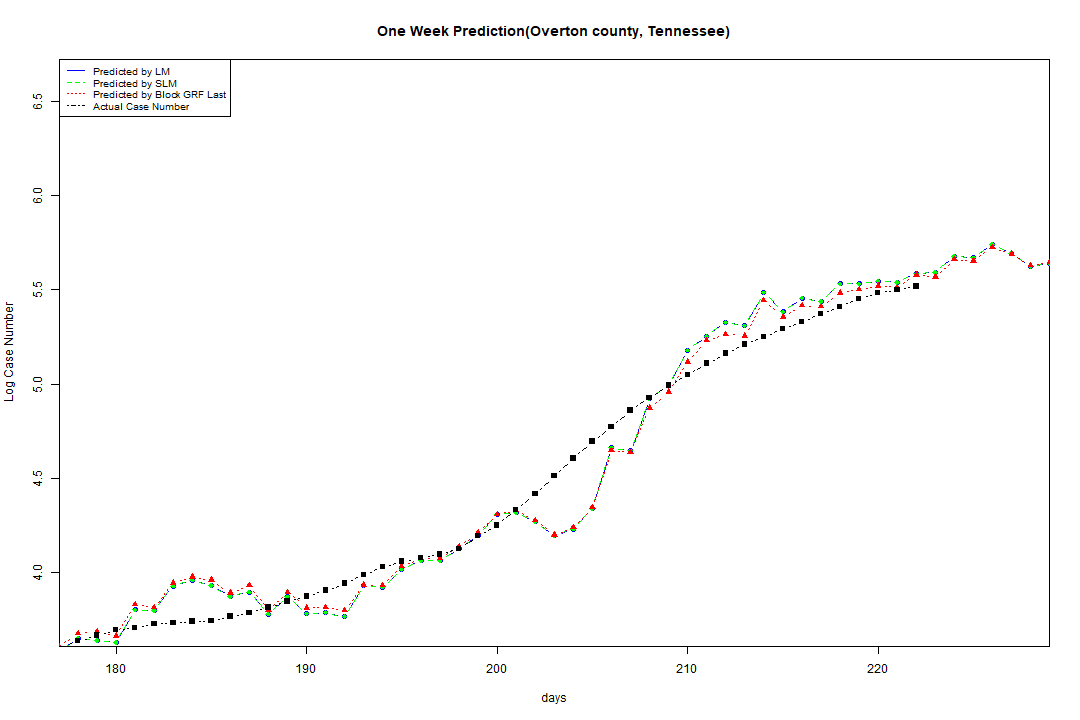 One Week Prediction(Overton county, Tennessee)
Predicted by LM
Predicted by SLM
Predicted by Block GRF Last
Actual Case Number
6.5
6.0
5.5
5.0
4.5
4.0
Log Case Number
180 190 200 210 220
days